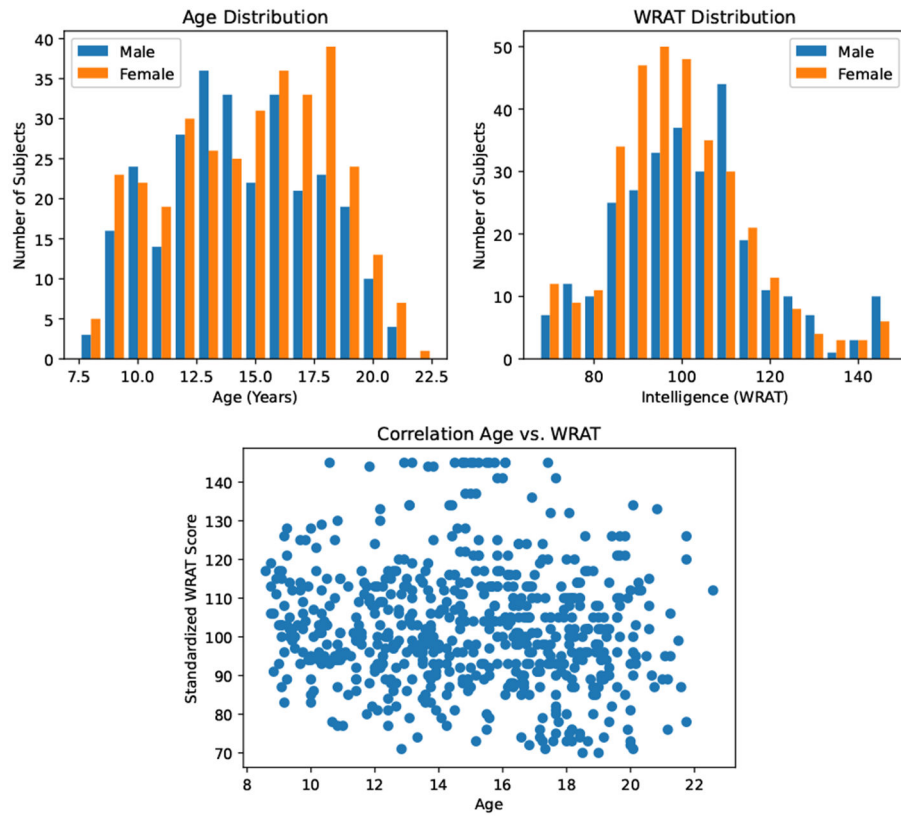 Age Distribution
40
35
30
25
20
15
10
5
0
Number of Subjects
Male
Female
7.5 10.0 12.5 15.0 17.5 20.0 22.5
Age (Years)
WRAT Distribution
50
40
30
20
10
0
Number of Subjects
Male
Female
80 100 120 140
Intelligence (WRAT)
Correlation Age vs. WRAT
140
130
120
110
100
90
80
70
Standardized WRAT Score
8 10 12 14 16 18 20 22
Age